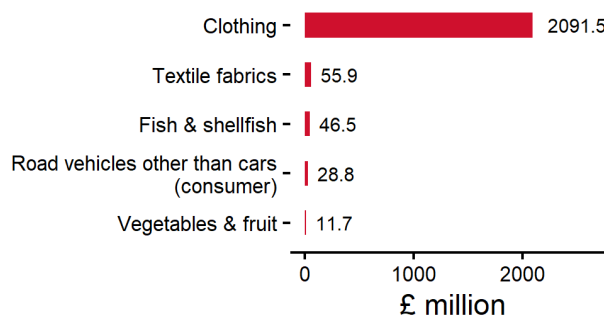 Clothing 2091.5
Textile fabrics 55.9
Fish & shellfish 46.5
Road vehicles other than cars
(consumer) 28.8
Vegetables & fruit 11.7
0 1000 2000
£ million